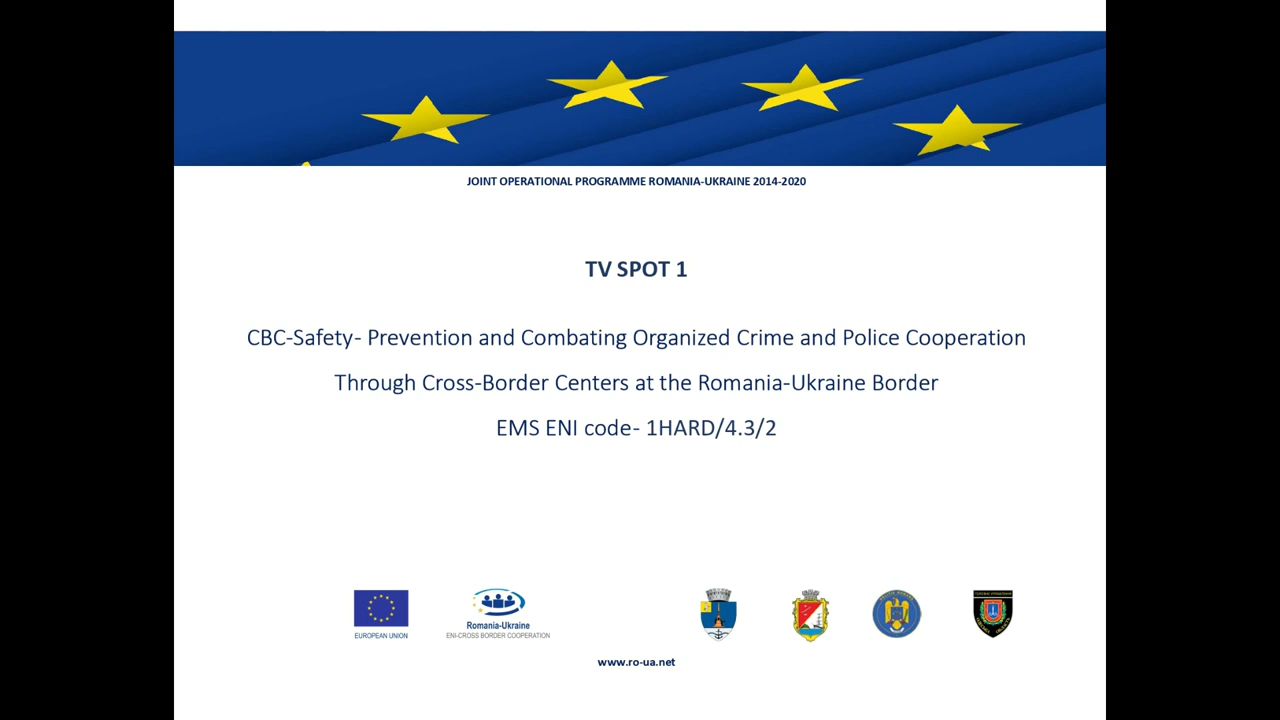 JOINT OPERATIONAL PROGRAMME ROMANIA-UKRAINE 2014-2020
TV SPOT 1
CBC-Safety- Prevention and Combating Organized Crime and Police Cooperation
Through Cross-Border Centers at the Romania-Ukraine Border
EMS ENI code- 1HARD/4.3/2
EUROPEAN UNION
Romania-Ukraine
ENI-CROSS BORDER COOPERATION
www.ro-ua.net